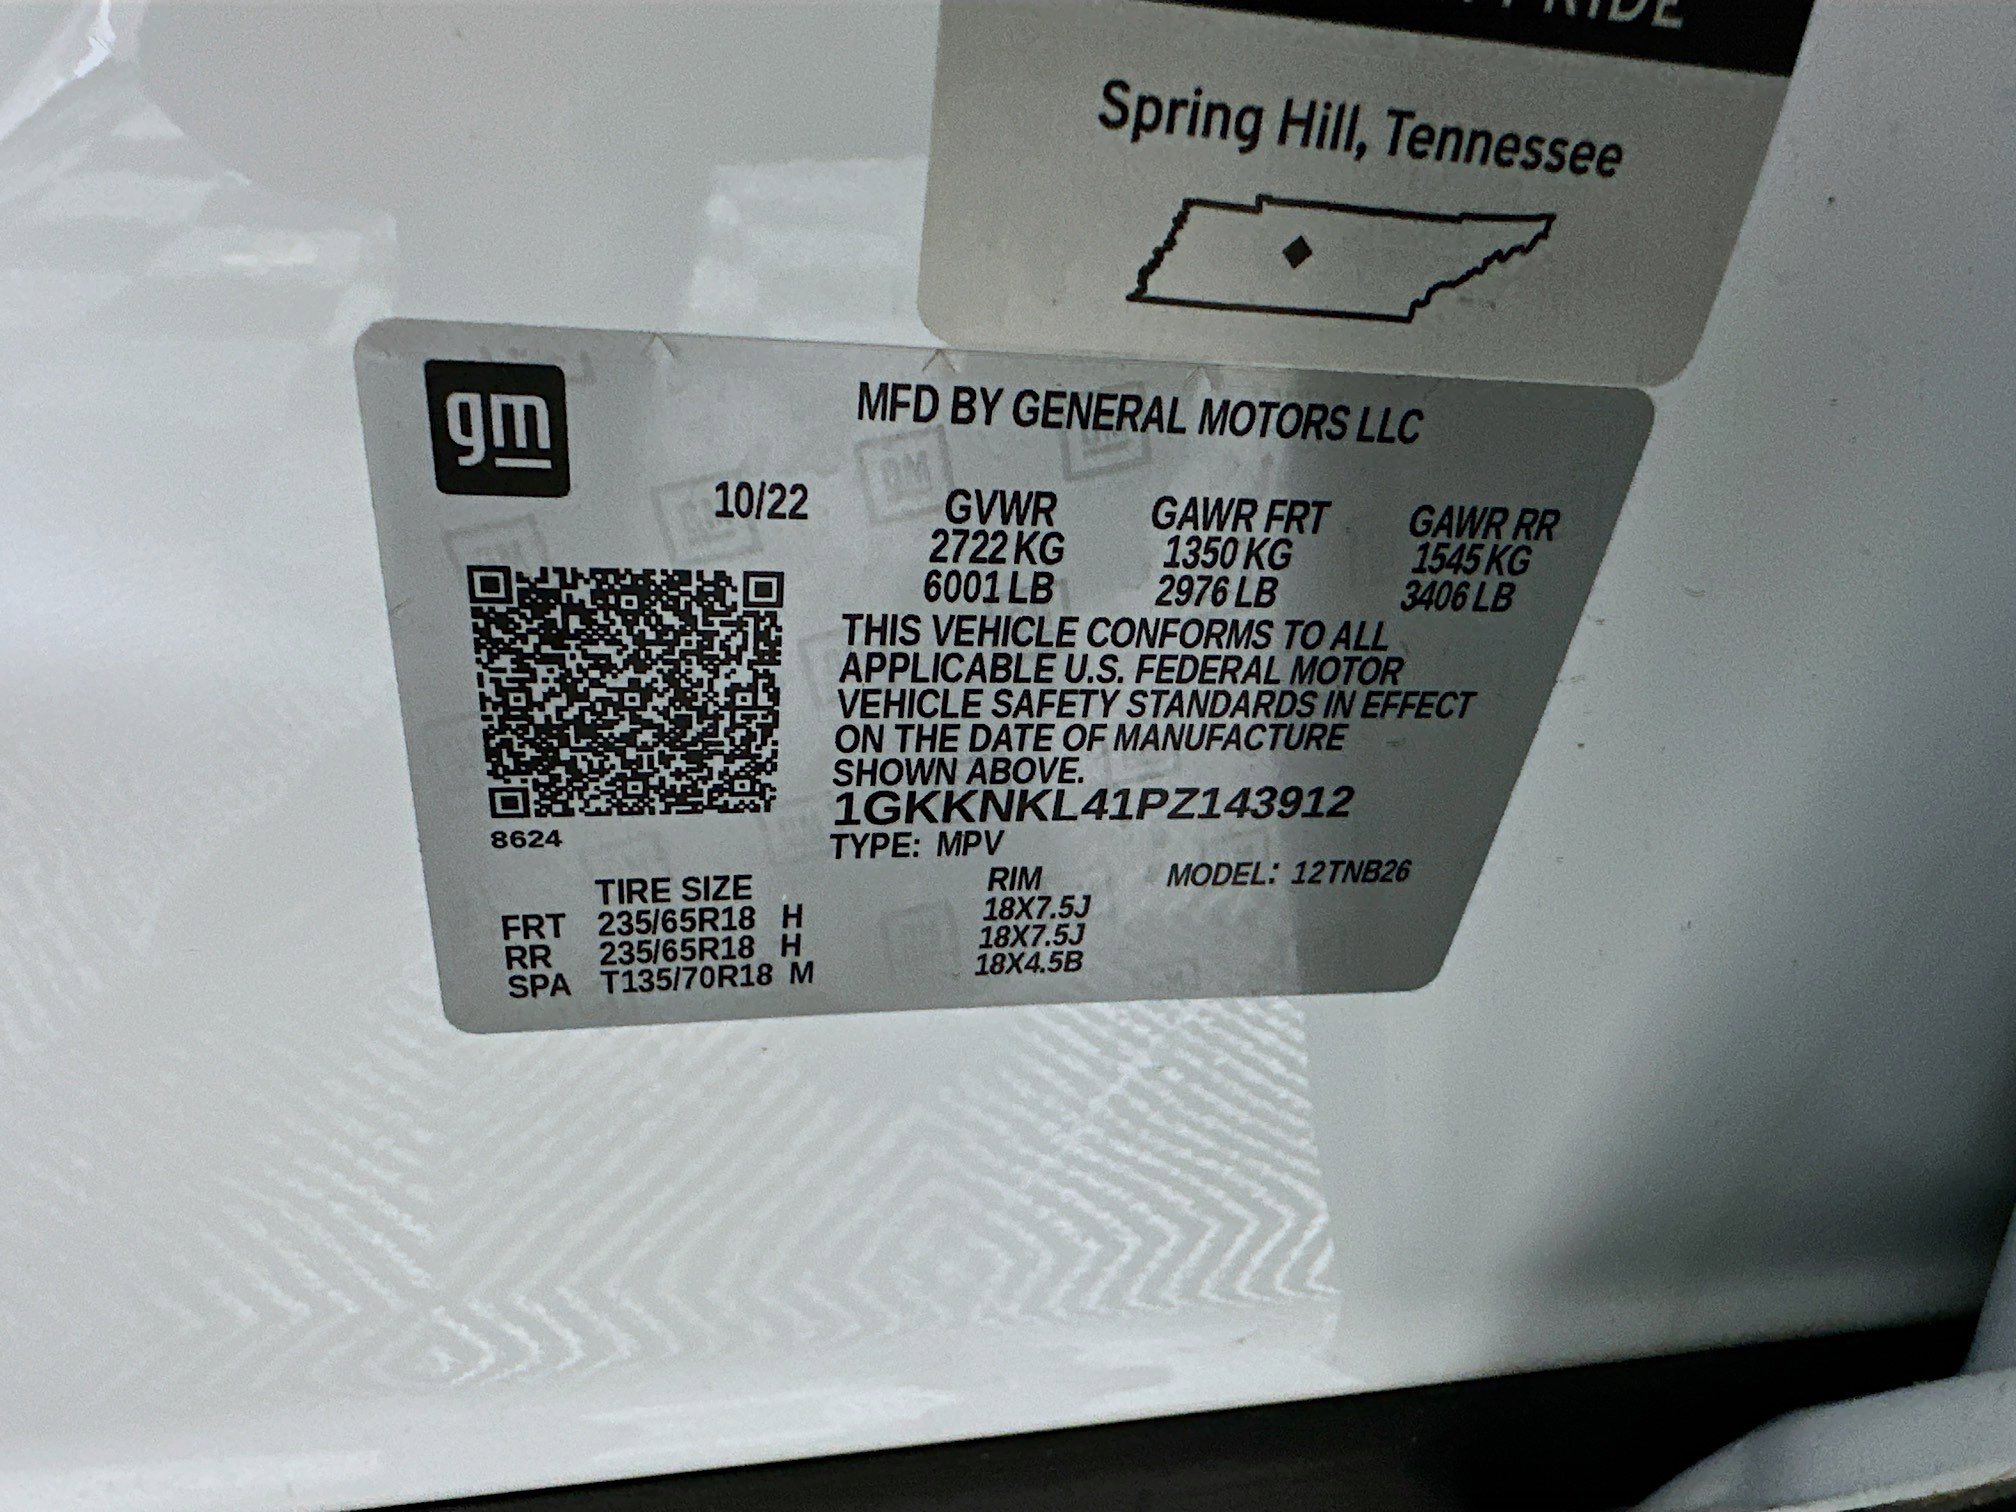 Spring Hill, Tennessee
gm
MFD BY GENERAL MOTORS LLC
10/22 GVWR GAWR FRT GAWR RR
2722 KG 1350 KG 1545 KG
6001 LB 2976 LB 3406 LB
THIS VEHICLE CONFORMS TO ALL
APPLICABLE U.S. FEDERAL MOTOR
VEHICLE SAFETY STANDARDS IN EFFECT
ON THE DATE OF MANUFACTURE
SHOWN ABOVE.
1GKKNKL41PZ143912
8624
TYPE: MPV
MODEL: 12TNB26
TIRE SIZE RIM
FRT 235/65R18 H 18X7.5J
RR 235/65R18 H 18X7.5J
SPA T135/70R18 M 18X4.5B